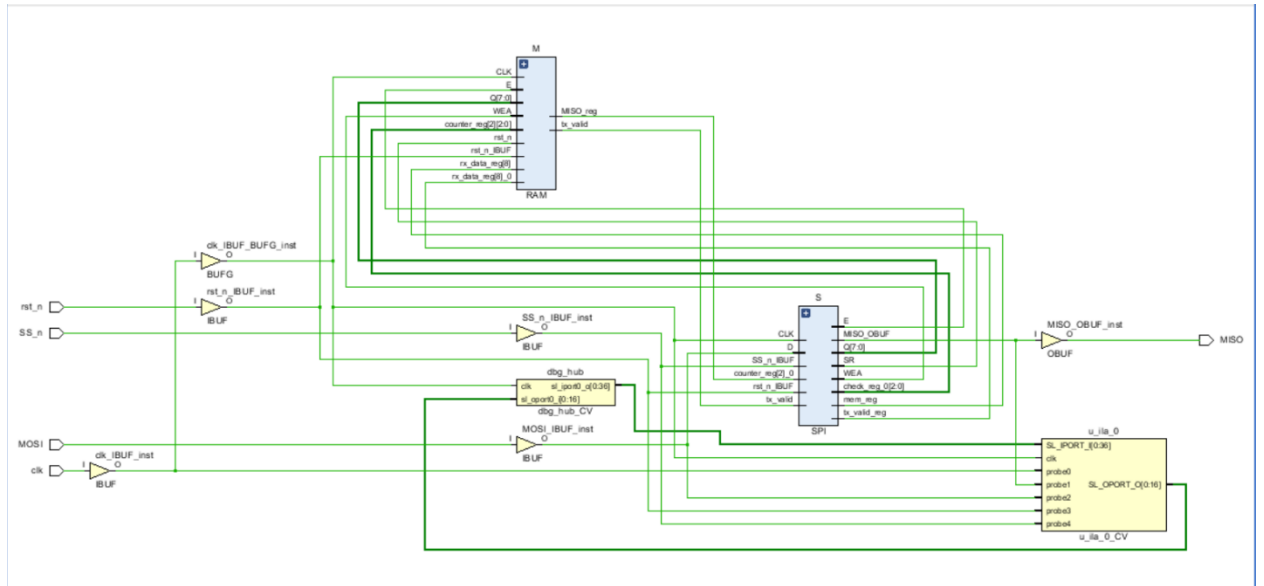 M
CLK
E
Q[7:0]
WEA
counter_reg[2][2:0]
rst_n
rst_n_IBUF
rx_data_reg[8]
rx_data_reg[8]_0
MISO_reg
tx_valid
RAM
clk_IBUF_BUFG_inst
I
O
BUFG
rst_n_IBUF_inst
rst_n
I
O
IBUF
SS_n
SS_n_IBUF_inst
I
O
IBUF
S
CLK
D
SS_n_IBUF
counter_reg[2]_0
rst_n_IBUF
tx_valid
E
MISO_OBUF
Q[7:0]
SR
WEA
check_reg_0[2:0]
mem_reg
tx_valid_reg
SPI
MISO_OBUF_inst
I
O
OBUF
MISO
dbg_hub
clk
sl_iport0_o[0:36]
sl_oport0_i[0:16]
dbg_hub_CV
MOSI
MOSI_IBUF_inst
I
O
IBUF
clk
clk_IBUF_inst
I
O
IBUF
u_ila_0
SL_IPORT_I[0:36]
clk
probe0
probe1
SL_OPORT_O[0:16]
probe2
probe3
probe4
u_ila_0_CV